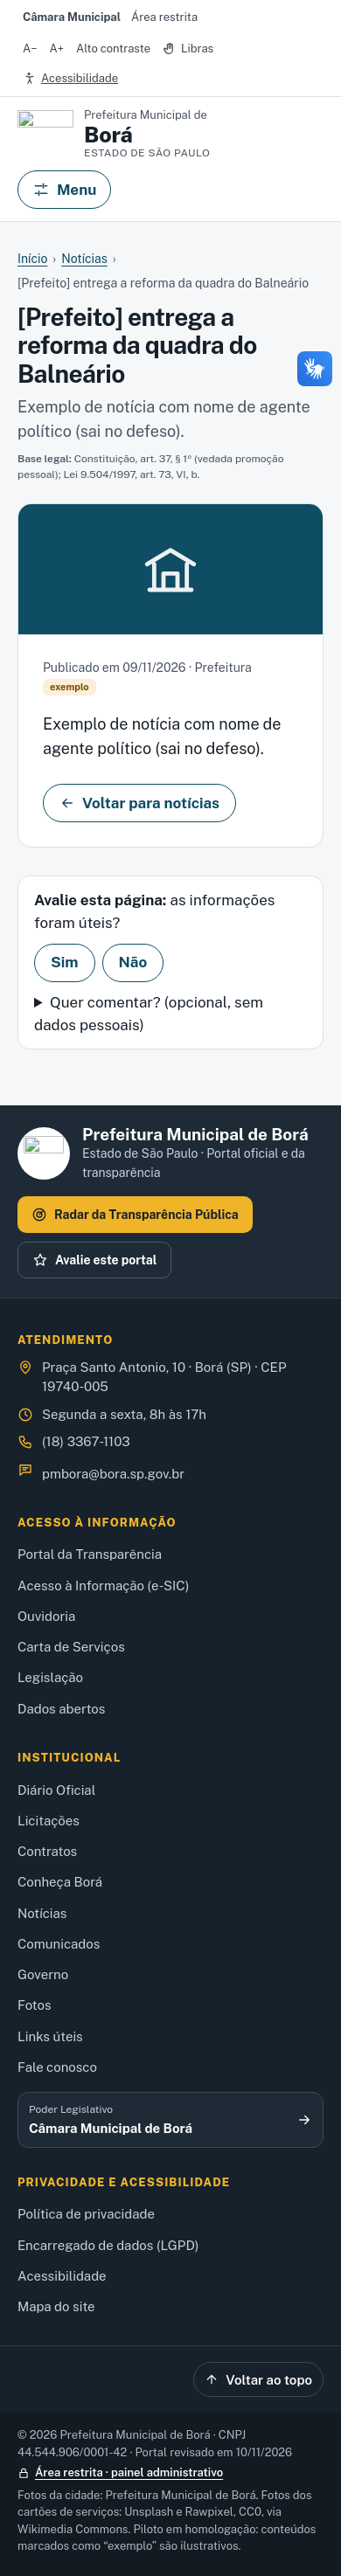 Câmara Municipal Área restrita
A− A+ Alto contraste Libras
Acessibilidade
Prefeitura Municipal de
Borá
ESTADO DE SÃO PAULO
Menu
Início › Notícias ›
[Prefeito] entrega a reforma da quadra do Balneário
[Prefeito] entrega a
reforma da quadra do
Balneário
Exemplo de notícia com nome de agente
político (sai no defeso).
Base legal: Constituição, art. 37, § 1º (vedada promoção
pessoal); Lei 9.504/1997, art. 73, VI, b.
Publicado em 09/11/2026 · Prefeitura
exemplo
Exemplo de notícia com nome de
agente político (sai no defeso).
← Voltar para notícias
Avalie esta página: as informações
foram úteis?
Sim Não
▶ Quer comentar? (opcional, sem
dados pessoais)
Prefeitura Municipal de Borá
Estado de São Paulo · Portal oficial e da
transparência
Radar da Transparência Pública
Avalie este portal
ATENDIMENTO
Praça Santo Antonio, 10 · Borá (SP) · CEP
19740-005
Segunda a sexta, 8h às 17h
(18) 3367-1103
pmbora@bora.sp.gov.br
ACESSO À INFORMAÇÃO
Portal da Transparência
Acesso à Informação (e-SIC)
Ouvidoria
Carta de Serviços
Legislação
Dados abertos
INSTITUCIONAL
Diário Oficial
Licitações
Contratos
Conheça Borá
Notícias
Comunicados
Governo
Fotos
Links úteis
Fale conosco
Poder Legislativo
Câmara Municipal de Borá →
PRIVACIDADE E ACESSIBILIDADE
Política de privacidade
Encarregado de dados (LGPD)
Acessibilidade
Mapa do site
↑ Voltar ao topo
© 2026 Prefeitura Municipal de Borá · CNPJ
44.544.906/0001-42 · Portal revisado em 10/11/2026
Área restrita · painel administrativo
Fotos da cidade: Prefeitura Municipal de Borá. Fotos dos
cartões de serviços: Unsplash e Rawpixel, CC0, via
Wikimedia Commons. Piloto em homologação: conteúdos
marcados como “exemplo” são ilustrativos.